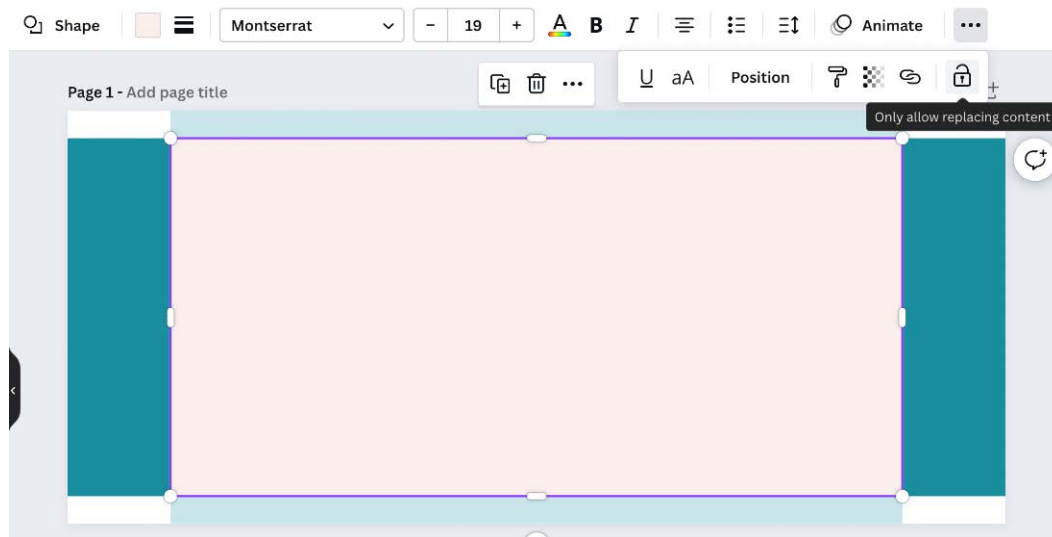 Shape Montserrat - 19 + A B I Animate
U aA Position
Page 1 - Add page title
Only allow replacing content